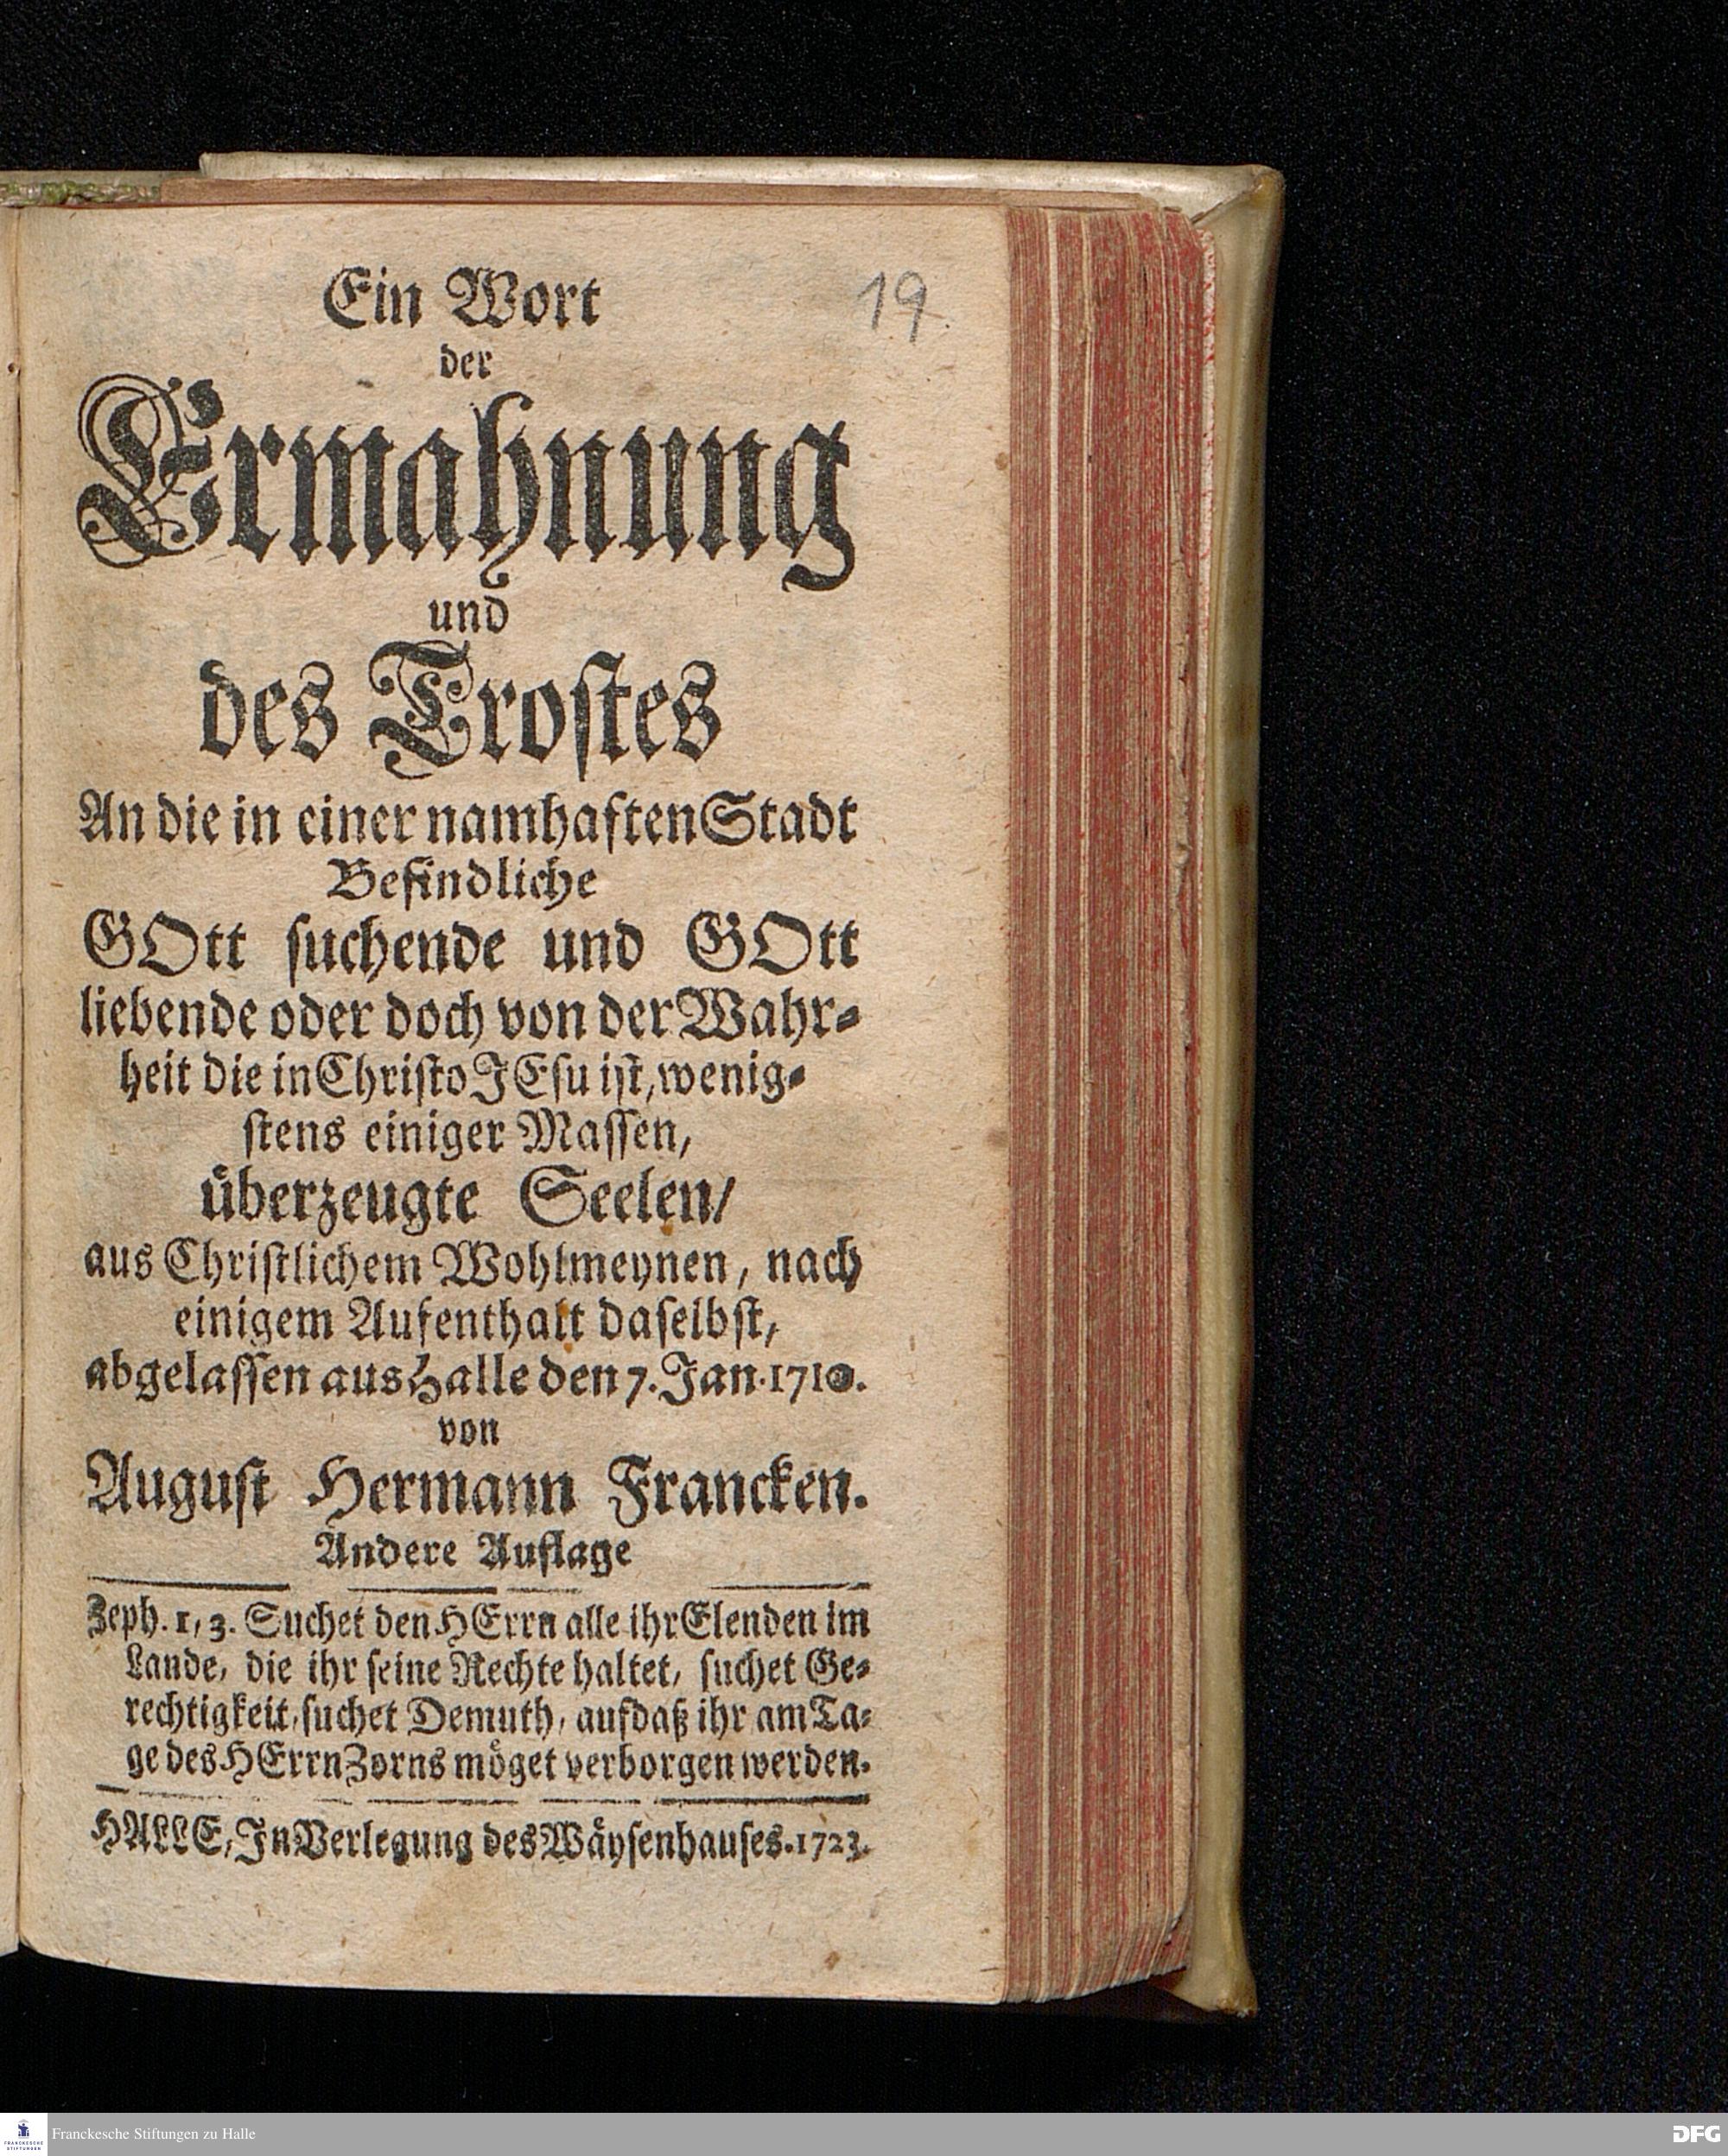 Ein Wort
19.
der
Ermahnung
und
des Trostes
An die in einer namhaften Stadt
Befindliche
GOtt suchende und GOtt
liebende oder doch von der Wahr-
heit die in Christo JEsu ist, wenig-
stens einiger Massen,
überzeugte Seelen/
aus Christlichem Wohlmeynen, nach
einigem Aufenthalt daselbst,
abgelassen aus Halle den 7. Jan. 1710.
von
August Hermann Francken.
Andere Auflage
Zeph. 1, 3. Suchet den HErrn alle ihr Elenden im
Lande, die ihr seine Rechte haltet, suchet Ge-
rechtigkeit, suchet Demuth, aufdaß ihr am Ta-
ge des HErrn Zorns möget verborgen werden.
HALLE, In Verlegung des Wäysenhauses. 1723.
FRANCKESCHE
STIFTUNGEN
Franckesche Stiftungen zu Halle
DFG